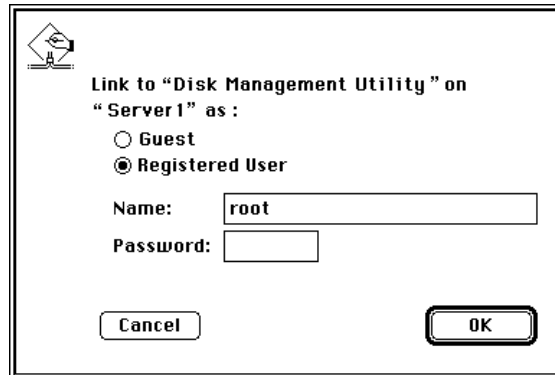 Link to “Disk Management Utility” on
“Server1” as:
Guest
Registered User
Name: root
Password:
Cancel OK